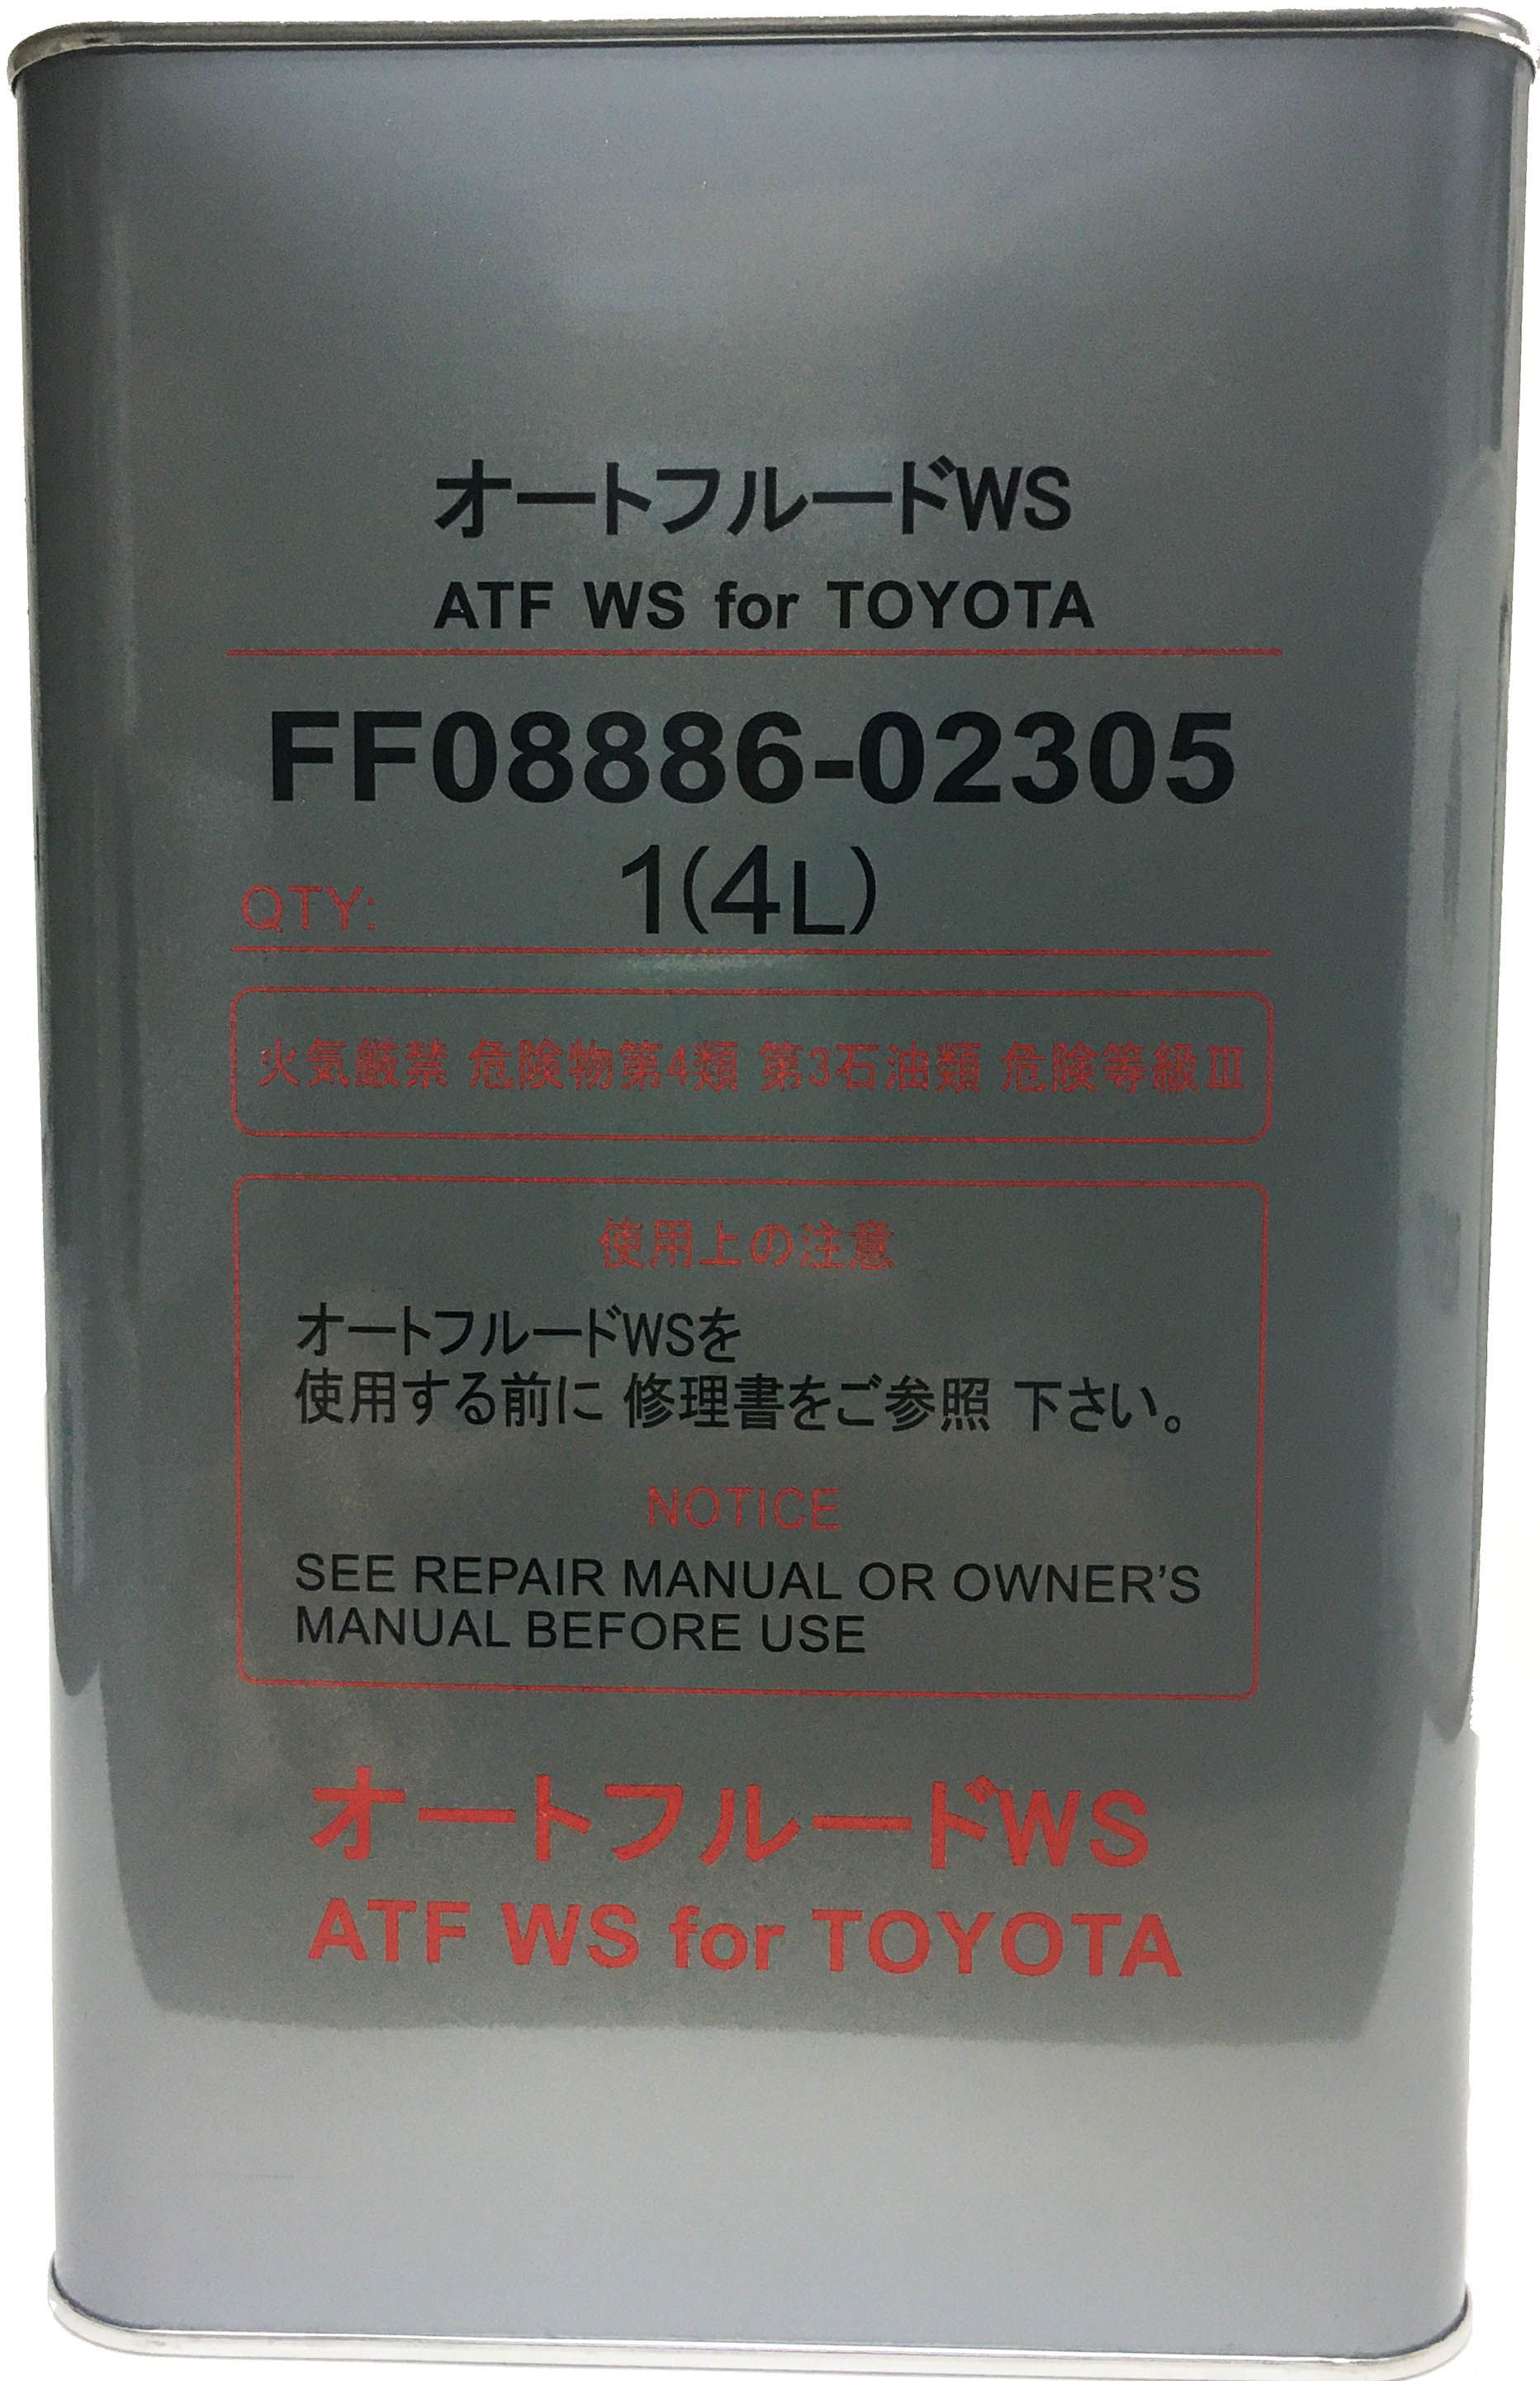 オートフルードWS
ATF WS for TOYOTA
FF08886-02305
QTY: 1(4L)
火気厳禁 危険物第4類 第3石油類 危険等級Ⅲ
使用上の注意
オートフルードWSを
使用する前に 修理書をご参照 下さい。
NOTICE
SEE REPAIR MANUAL OR OWNER'S
MANUAL BEFORE USE
オートフルードWS
ATF WS for TOYOTA